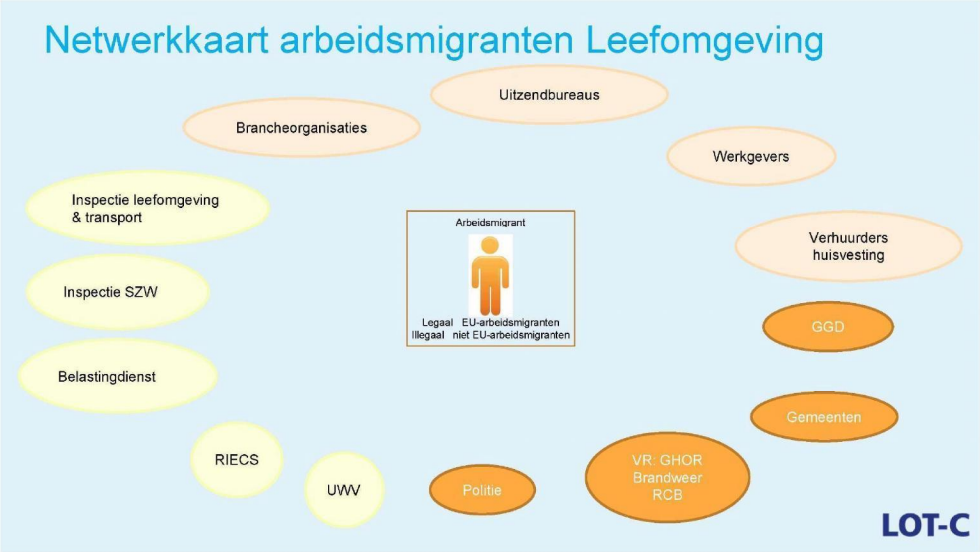 Netwerkkaart arbeidsmigranten Leefomgeving
Uitzendbureaus
Brancheorganisaties
Werkgevers
Inspectie leefomgeving
& transport
Arbeidsmigrant
Verhuurders
huisvesting
Inspectie SZW
Legaal EU-arbeidsmigranten
Illegaal niet EU-arbeidsmigranten
GGD
Belastingdienst
Gemeenten
RIECS
UWV
Politie
VR: GHOR
Brandweer
RCB
LOT-C